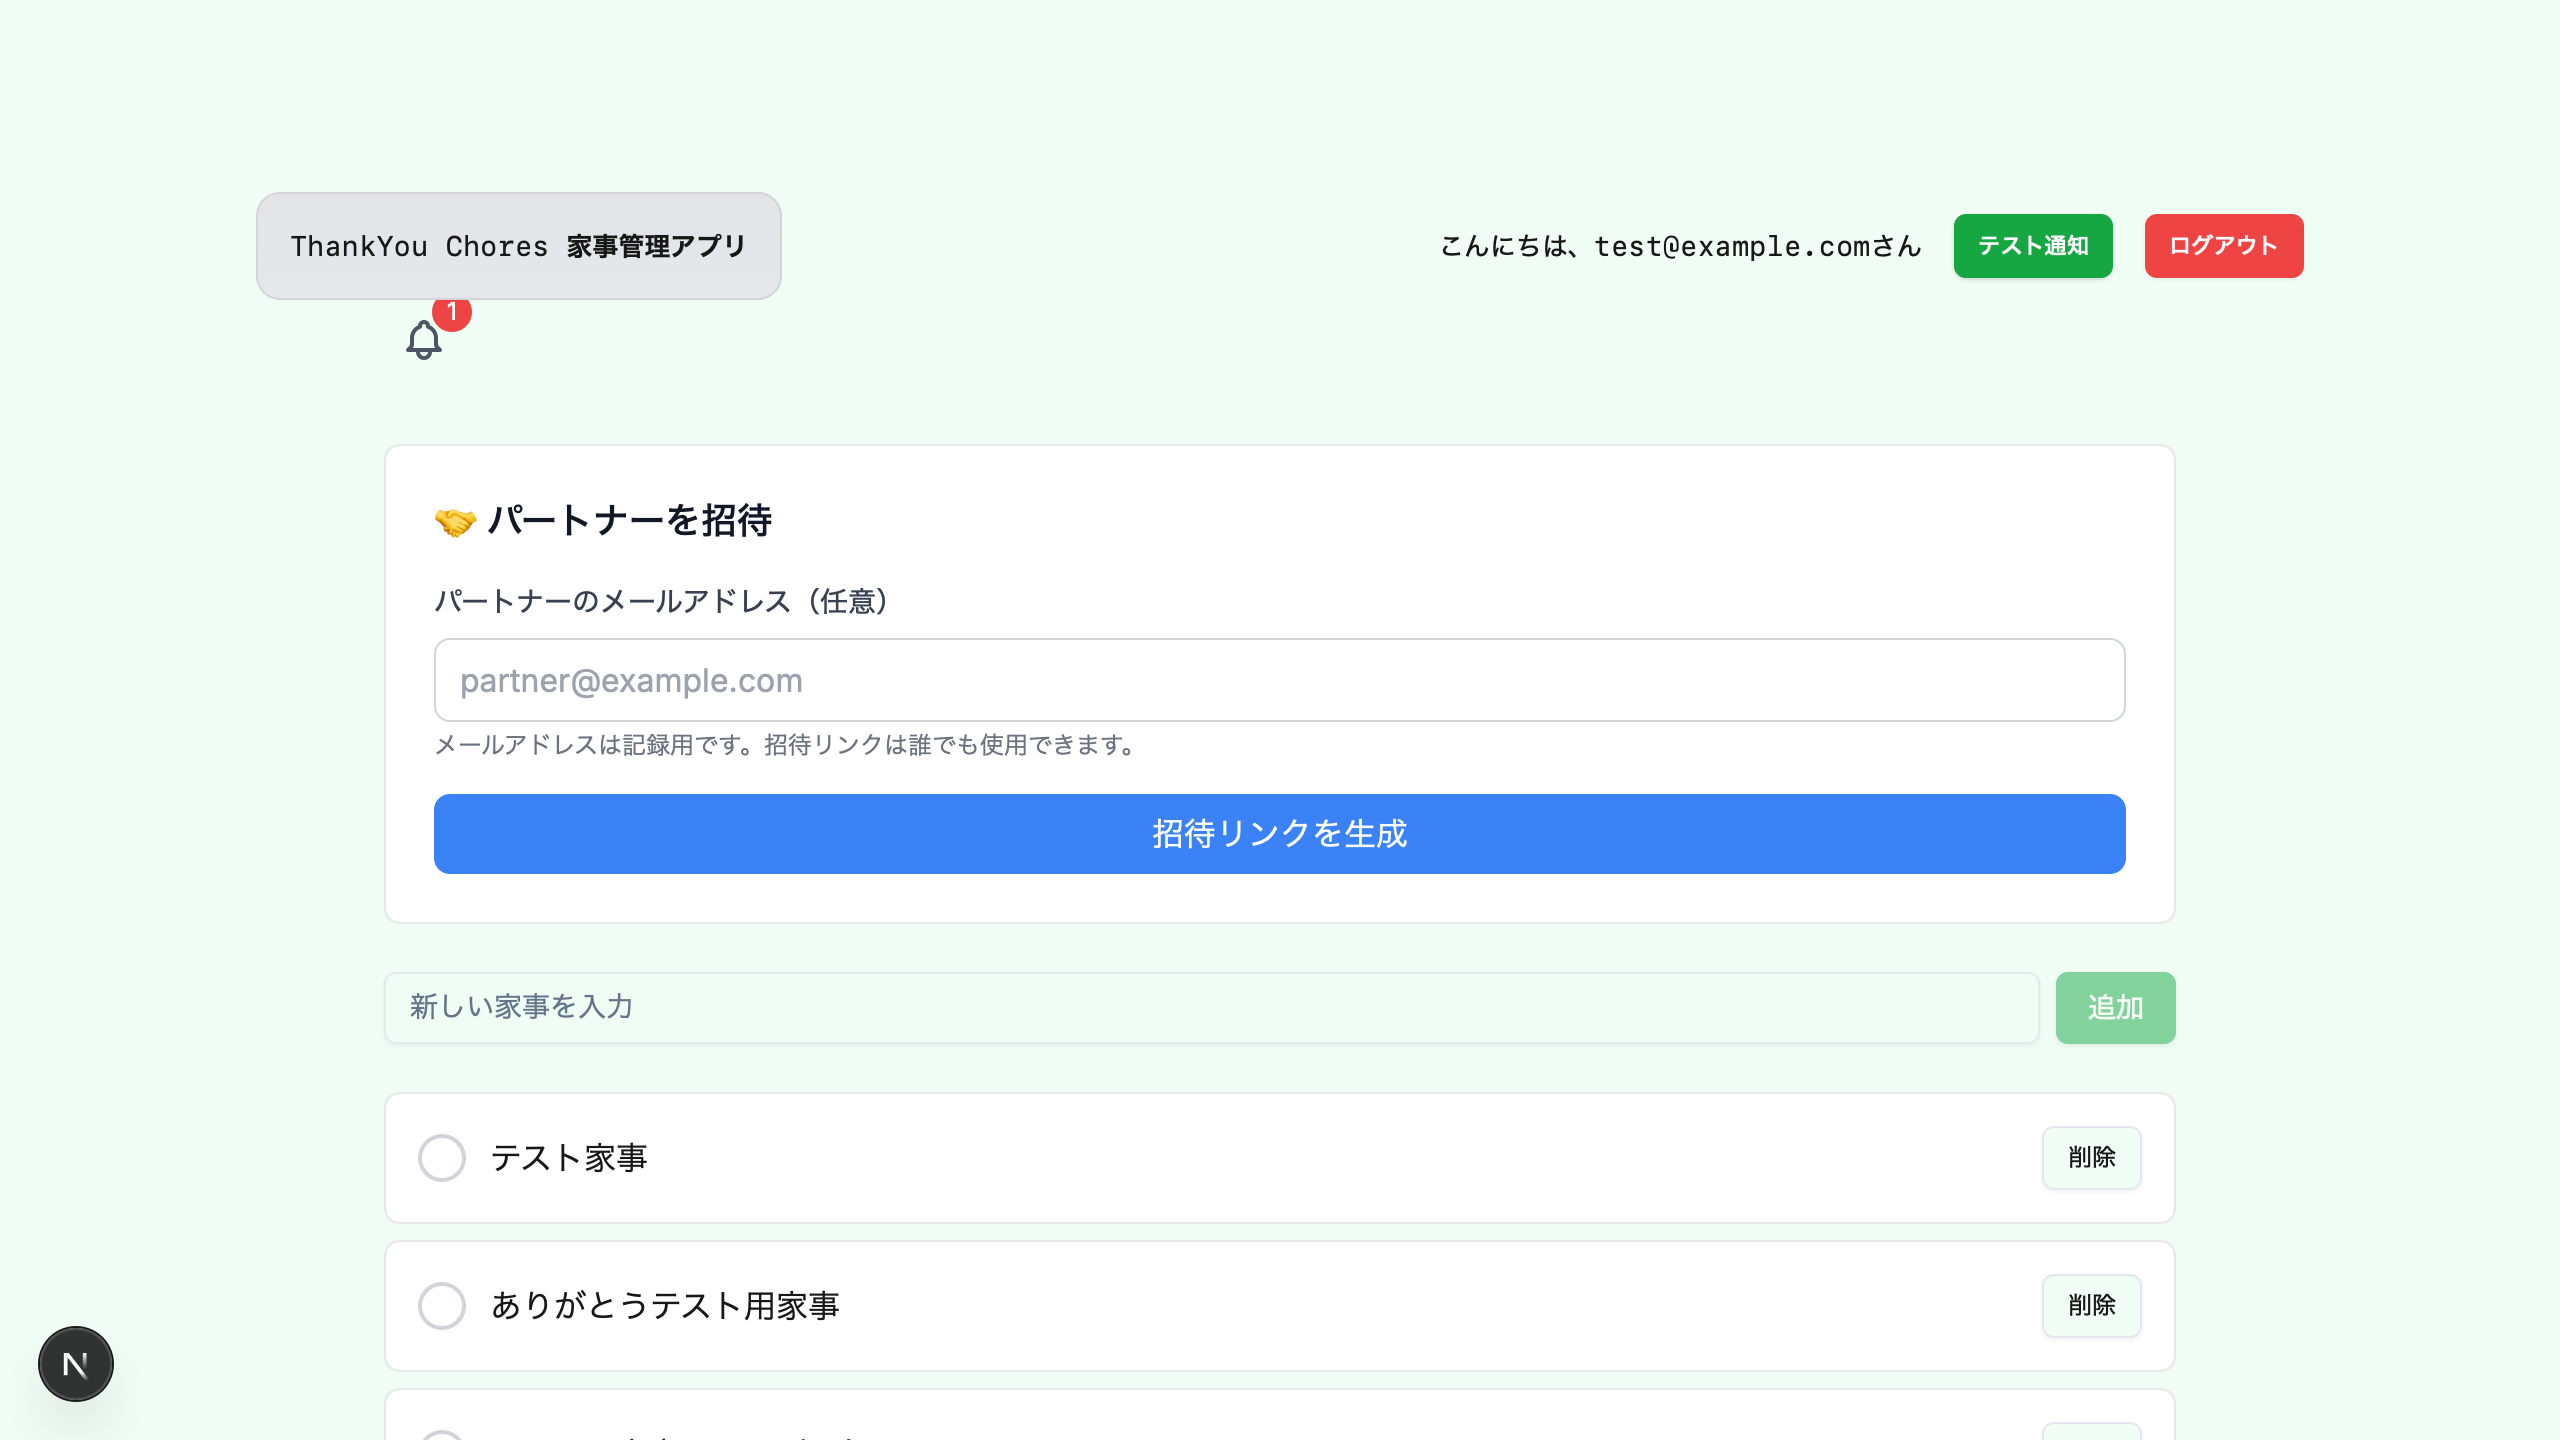 ThankYou Chores 家事管理アプリ
こんにちは、test@example.comさん
テスト通知
ログアウト
1
🤝 パートナーを招待
パートナーのメールアドレス（任意）
partner@example.com
メールアドレスは記録用です。招待リンクは誰でも使用できます。
招待リンクを生成
新しい家事を入力
追加
テスト家事
削除
ありがとうテスト用家事
削除
N